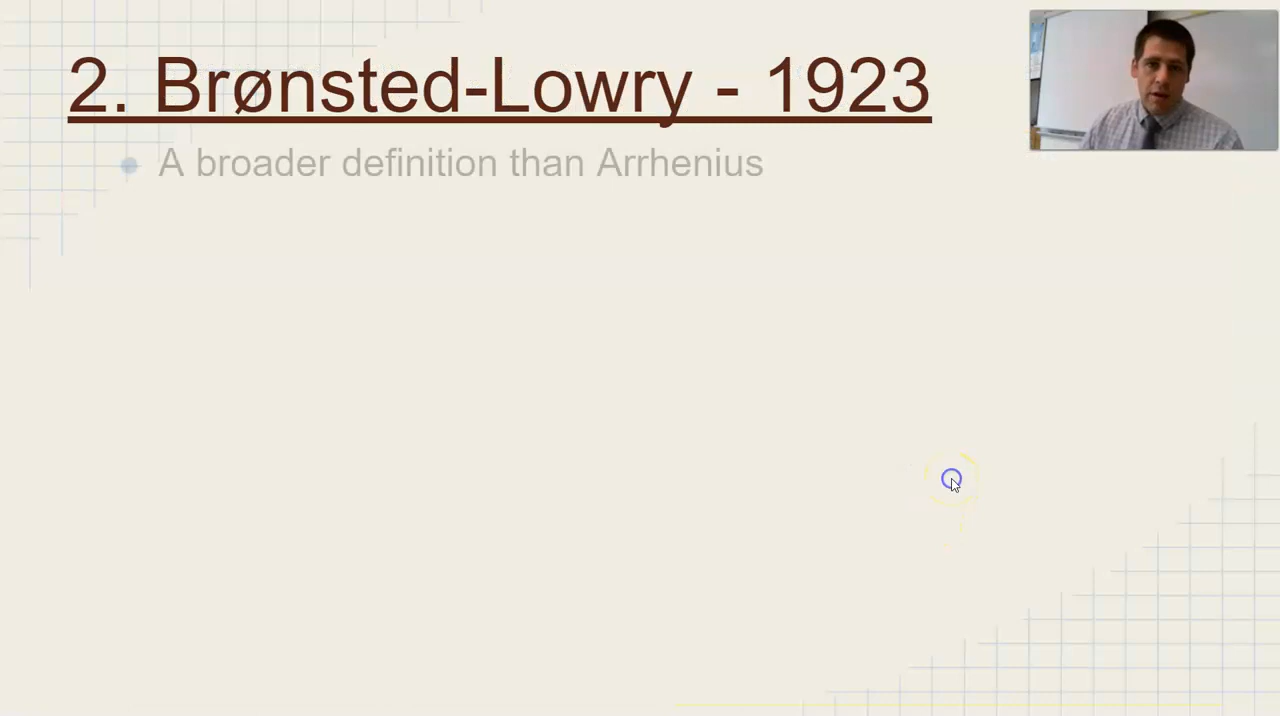 2. Brønsted-Lowry - 1923
A broader definition than Arrhenius